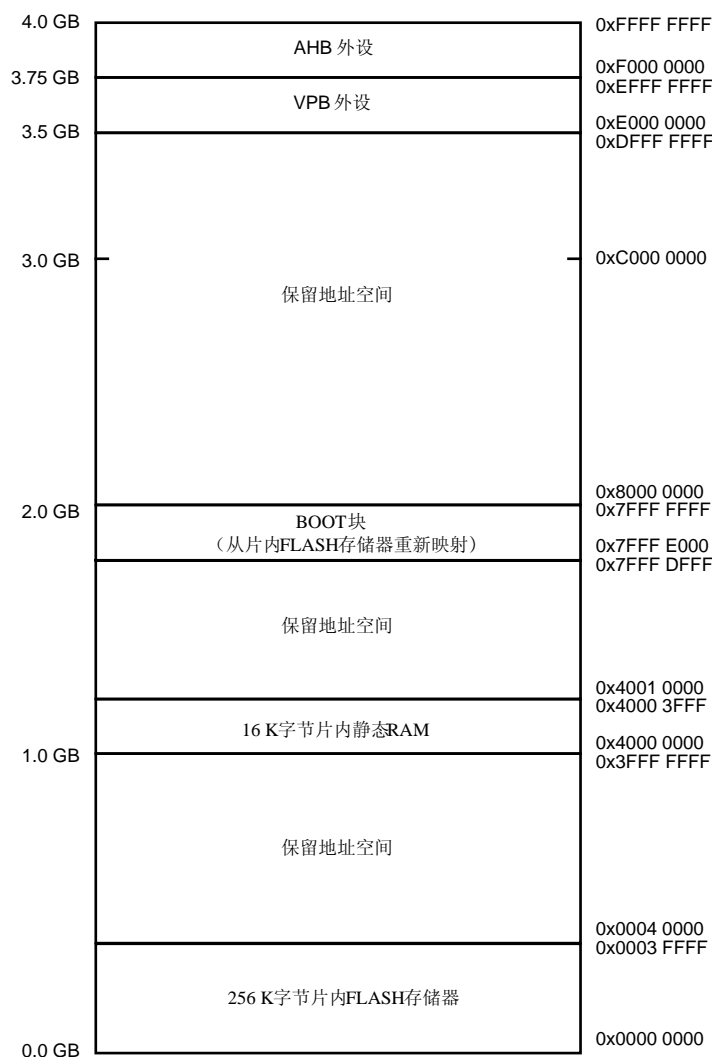 4.0 GB
0xFFFF FFFF
AHB 外设
0xF000 0000
3.75 GB
0xEFFF FFFF
VPB 外设
0xE000 0000
3.5 GB
0xDFFF FFFF
3.0 GB
0xC000 0000
保留地址空间
0x8000 0000
2.0 GB
0x7FFF FFFF
BOOT块
（从片内FLASH存储器重新映射）
0x7FFF E000
0x7FFF DFFF
保留地址空间
0x4001 0000
0x4000 3FFF
16 K字节片内静态RAM
0x4000 0000
1.0 GB
0x3FFF FFFF
保留地址空间
0x0004 0000
0x0003 FFFF
256 K字节片内FLASH存储器
0x0000 0000
0.0 GB